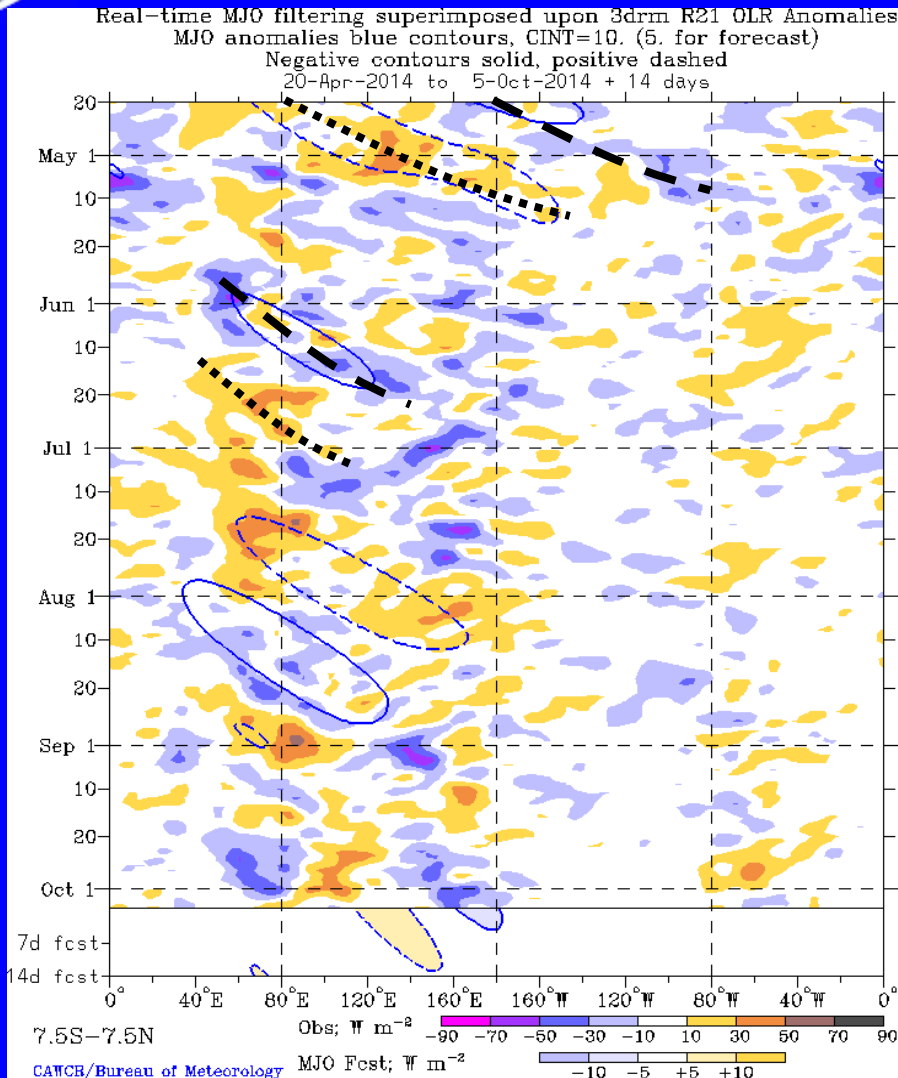 Real-time MJO filtering superimposed upon 3drm R21 OLR Anomalies
MJO anomalies blue contours, CINT=10. (5. for forecast)
Negative contours solid, positive dashed
20-Apr-2014 to 5-Oct-2014 + 14 days
20
May 1
10
20
Jun 1
10
20
Jul 1
10
20
Aug 1
10
20
Sep 1
10
20
Oct 1
7d fcst
14d fcst
0° 40°E 80°E 120°E 160°E 160°W 120°W 80°W 40°W 0°
7.5S-7.5N
Obs; W m-2
-90 -70 -50 -30 -10 10 30 50 70 90
CAWCR/Bureau of Meteorology
MJO Fcst; W m-2
-10 -5 +5 +10